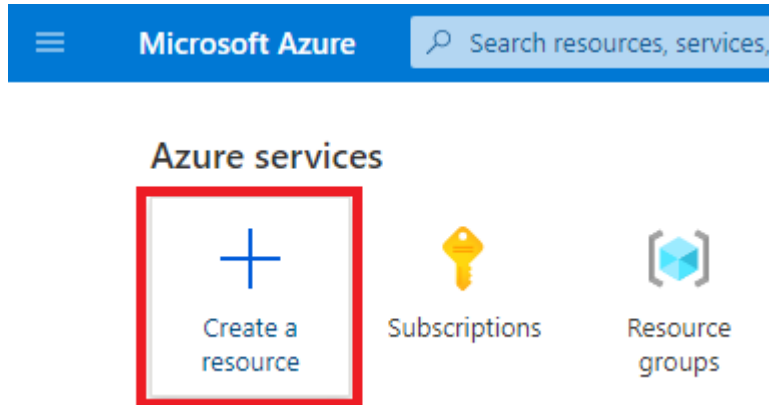 Microsoft Azure
Search resources, services,
Azure services
Create a
resource
Subscriptions
Resource
groups